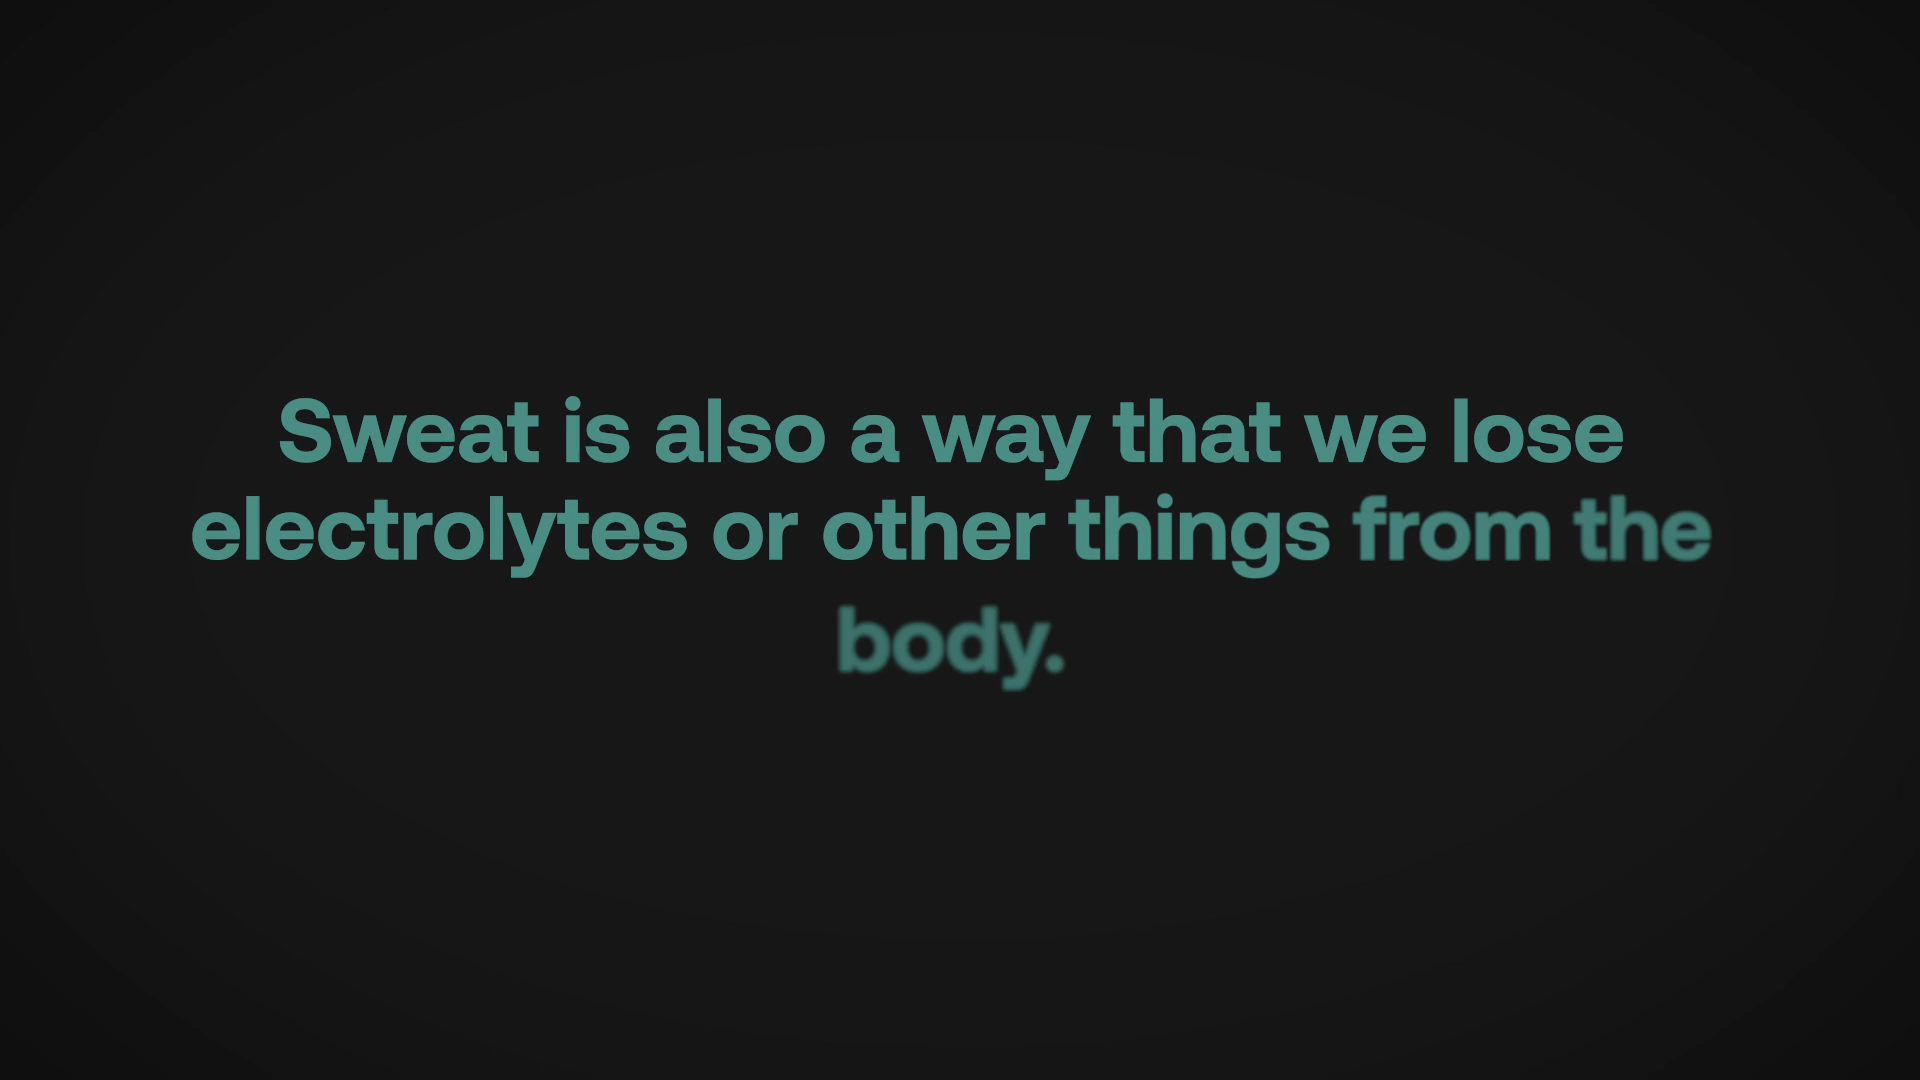 Sweat is also a way that we lose
electrolytes or other things from the
body.